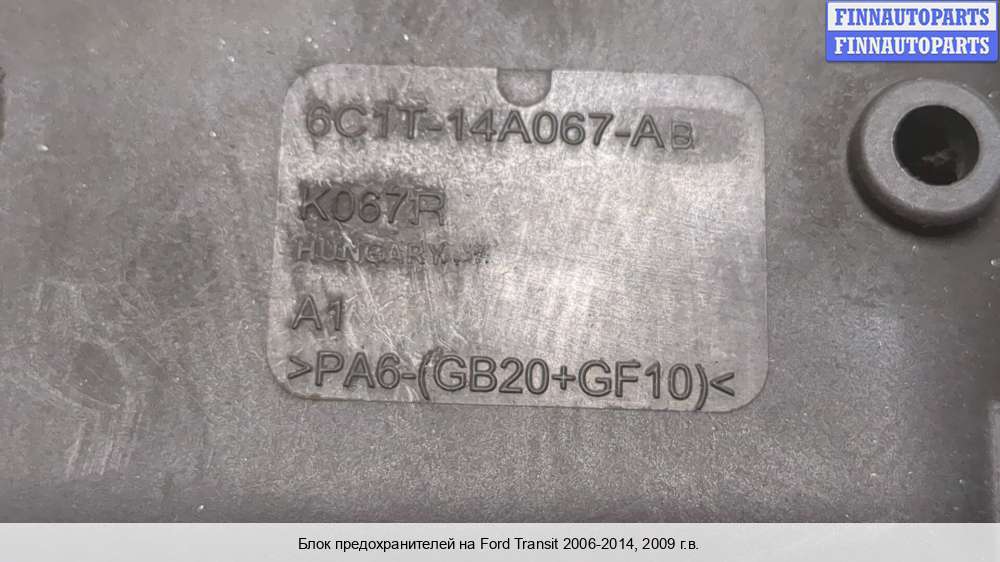 FINNAUTOPARTS
FINNAUTOPARTS
6C1T-14A067-AB
K067R
HUNGARY
A1
>PA6-(GB20+GF10)<
Блок предохранителей на Ford Transit 2006-2014, 2009 г.в.